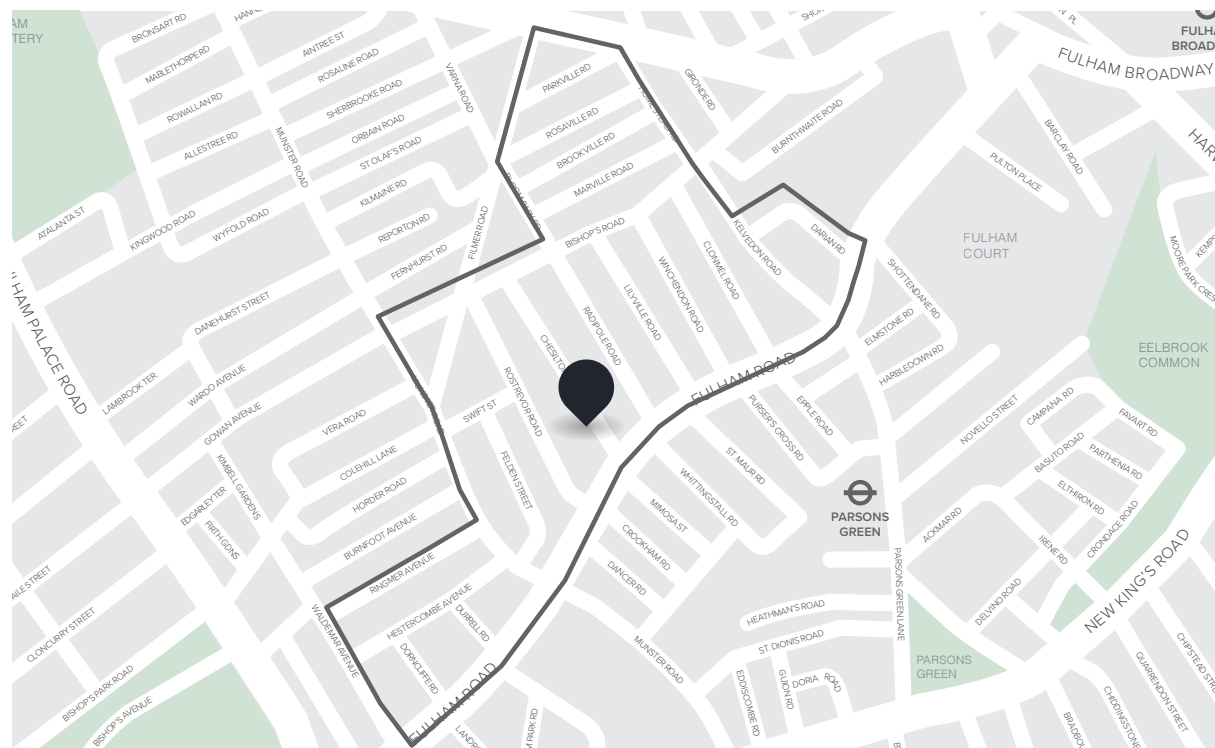 BRONSART RD
MABLETHORPE RD
ROWALLAN RD
ALLESTREE RD
AINTREE ST
ROSALINE ROAD
SHERBROOKE ROAD
ORBAIN ROAD
ST OLAF'S ROAD
KILMAINE RD
REPORTON RD
FERNHURST RD
VARNA ROAD
MUNSTER ROAD
FILMER ROAD
ATALANTA ST
KINGWOOD ROAD
WYFOLD ROAD
DANEHURST STREET
LAMBROOK TER
WARDO AVENUE
GOWAN AVENUE
KIMBELL GARDENS
EDGARLEY TER
FIRTH GDNS
VERA ROAD
COLEHILL LANE
HORDER ROAD
BURNFOOT AVENUE
RINGMER AVENUE
HESTERCOMBE AVENUE
DURRELL RD
DORNCLIFFE RD
WALDEMAR AVENUE
CLONCURRY STREET
BISHOP'S PARK ROAD
BISHOP'S AVENUE
PARKVILLE RD
ROSAVILLE RD
BROOKVILLE RD
MARVILLE ROAD
BISHOP'S ROAD
GIRONDE RD
BURNTHWAITE ROAD
KELVEDON ROAD
DARIAN RD
CLONMEL ROAD
WINCHENDON ROAD
LILYVILLE ROAD
RADIPOLE ROAD
ROSTREVOR ROAD
SWIFT ST
FELDEN STREET
FULHAM ROAD
FULHAM ROAD
FULHAM BROADWAY
BARCLAY ROAD
PULTON PLACE
FULHAM
COURT
SHOTTENDANE RD
ELMSTONE RD
HARBLEDOWN RD
EELBROOK
COMMON
EPPLE ROAD
PURSER'S CROSS RD
ST. MAUR RD
WHITTINGSTALL RD
MIMOSA ST
CROOKHAM RD
DANCER RD
MUNSTER ROAD
PARSONS
GREEN
PARSONS GREEN LANE
HEATHMAN'S ROAD
ST. DIONIS ROAD
EDDISCOMBE RD
GUION RD
DORIA ROAD
NOVELLO STREET
CAMPANA RD
FAVART RD
BASUTO ROAD
PARTHENIA RD
ELTHIRON RD
CRONDACE ROAD
ACKMAR RD
IRENE RD
DELVINO ROAD
NEW KING'S ROAD
PARSONS
GREEN
QUARRENDON STREET